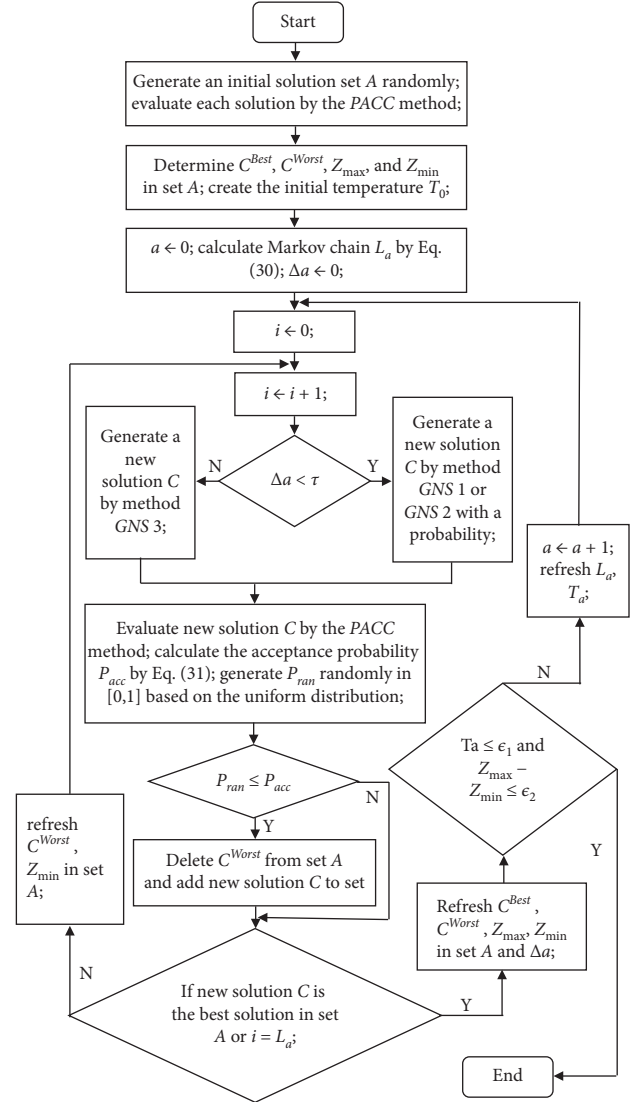 Start
Generate an initial solution set A randomly;
evaluate each solution by the PACC method;
Determine C^Best, C^Worst, Z_max, and Z_min
in set A; create the initial temperature T_0;
a ← 0; calculate Markov chain L_a by Eq.
(30); Δa ← 0;
i ← 0;
i ← i + 1;
Generate a
new
solution C
by method
GNS 3;
N
Δa < τ
Y
Generate a
new solution
C by method
GNS 1 or
GNS 2 with a
probability;
a ← a + 1;
refresh L_a,
T_a;
Evaluate new solution C by the PACC
method; calculate the acceptance probability
P_acc by Eq. (31); generate P_ran randomly in
[0,1] based on the uniform distribution;
N
Ta ≤ ϵ_1 and
Z_max −
Z_min ≤ ϵ_2
Y
P_ran ≤ P_acc
N
Y
refresh
C^Worst,
Z_min in set
A;
Delete C^Worst from set A
and add new solution C to set
Refresh C^Best,
C^Worst, Z_max, Z_min
in set A and Δa;
N
If new solution C is
the best solution in set
A or i = L_a;
Y
End